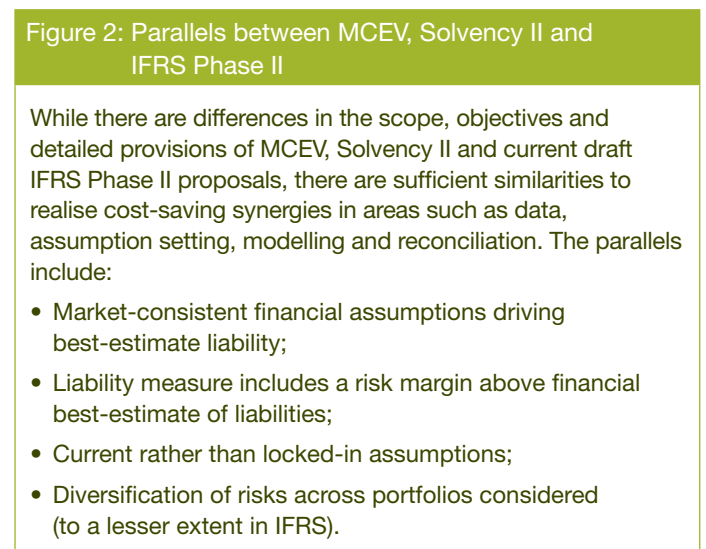 Figure 2: Parallels between MCEV, Solvency II and
IFRS Phase II
While there are differences in the scope, objectives and
detailed provisions of MCEV, Solvency II and current draft
IFRS Phase II proposals, there are sufficient similarities to
realise cost-saving synergies in areas such as data,
assumption setting, modelling and reconciliation. The parallels
include:
• Market-consistent financial assumptions driving
best-estimate liability;
• Liability measure includes a risk margin above financial
best-estimate of liabilities;
• Current rather than locked-in assumptions;
• Diversification of risks across portfolios considered
(to a lesser extent in IFRS).